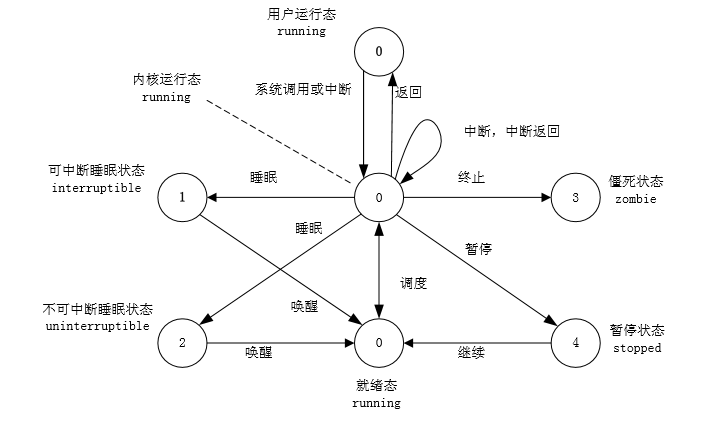 用户运行态
running
0
内核运行态
running
系统调用或中断
返回
中断，中断返回
可中断睡眠状态
interruptible
1
睡眠
0
终止
3
僵死状态
zombie
睡眠
暂停
调度
唤醒
不可中断睡眠状态
uninterruptible
2
唤醒
0
继续
4
暂停状态
stopped
就绪态
running